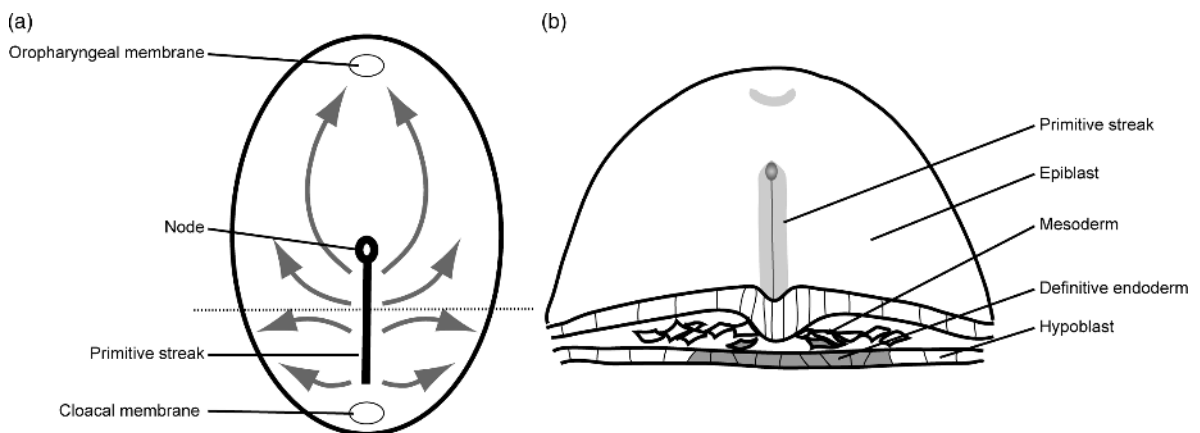 (a)
Oropharyngeal membrane
Node
Primitive streak
Cloacal membrane
(b)
Primitive streak
Epiblast
Mesoderm
Definitive endoderm
Hypoblast